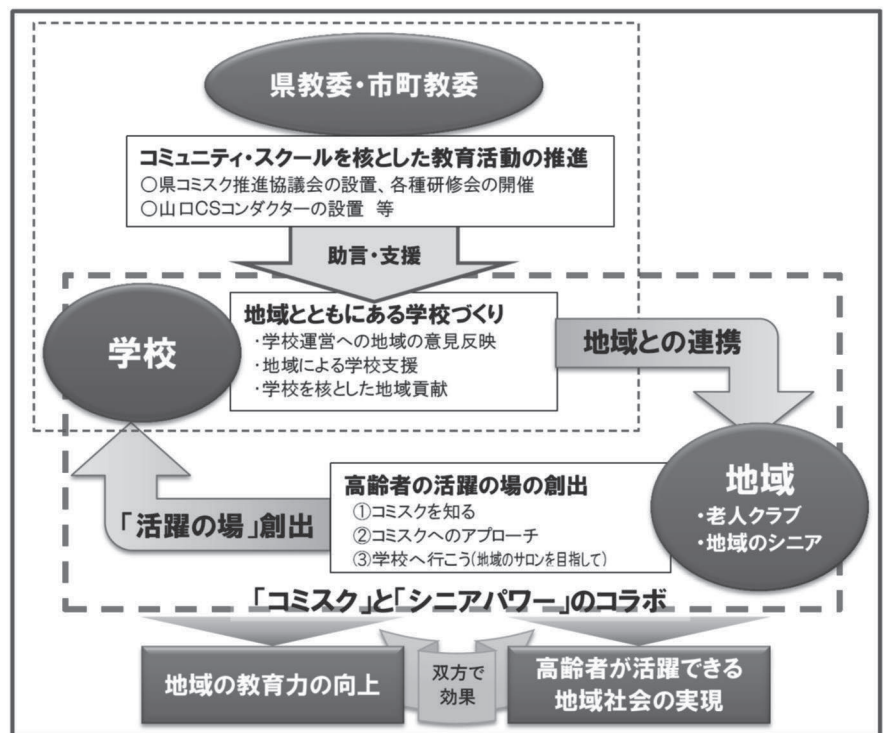 県教委・市町教委
コミュニティ・スクールを核とした教育活動の推進
○県コミスク推進協議会の設置、各種研修会の開催
○山口CSコンダクターの設置 等
助言・支援
学校
地域とともにある学校づくり
・学校運営への地域の意見反映
・地域による学校支援
・学校を核とした地域貢献
地域との連携
地域
・老人クラブ
・地域のシニア
高齢者の活躍の場の創出
①コミスクを知る
②コミスクへのアプローチ
③学校へ行こう(地域のサロンを目指して)
「活躍の場」創出
「コミスク」と「シニアパワー」のコラボ
地域の教育力の向上
双方で
効果
高齢者が活躍できる
地域社会の実現